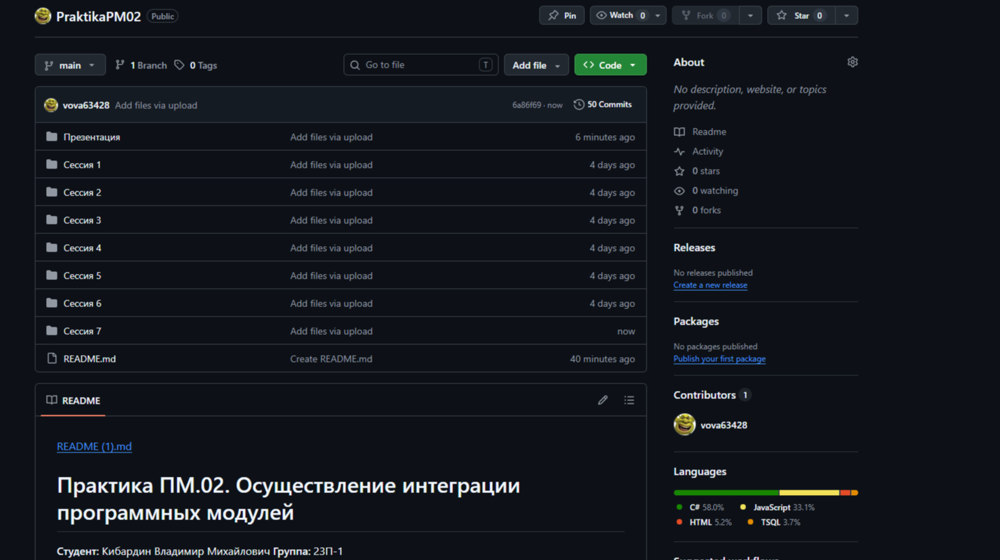 PraktikaPM02 Public Pin Watch 0 Fork 0 Star 0
main 1 Branch 0 Tags Go to file T Add file Code
vova63428 Add files via upload 6a86f69 · now 50 Commits
Презентация Add files via upload 6 minutes ago
Сессия 1 Add files via upload 4 days ago
Сессия 2 Add files via upload 4 days ago
Сессия 3 Add files via upload 4 days ago
Сессия 4 Add files via upload 4 days ago
Сессия 5 Add files via upload 4 days ago
Сессия 6 Add files via upload 4 days ago
Сессия 7 Add files via upload now
README.md Create README.md 40 minutes ago
README
README (1).md
Практика ПМ.02. Осуществление интеграции
программных модулей
Студент: Кибардин Владимир Михайлович Группа: 23П-1
About
No description, website, or topics
provided.
Readme
Activity
0 stars
0 watching
0 forks
Releases
No releases published
Create a new release
Packages
No packages published
Publish your first package
Contributors 1
vova63428
Languages
C# 58.0% JavaScript 33.1%
HTML 5.2% TSQL 3.7%
Suggested workflows